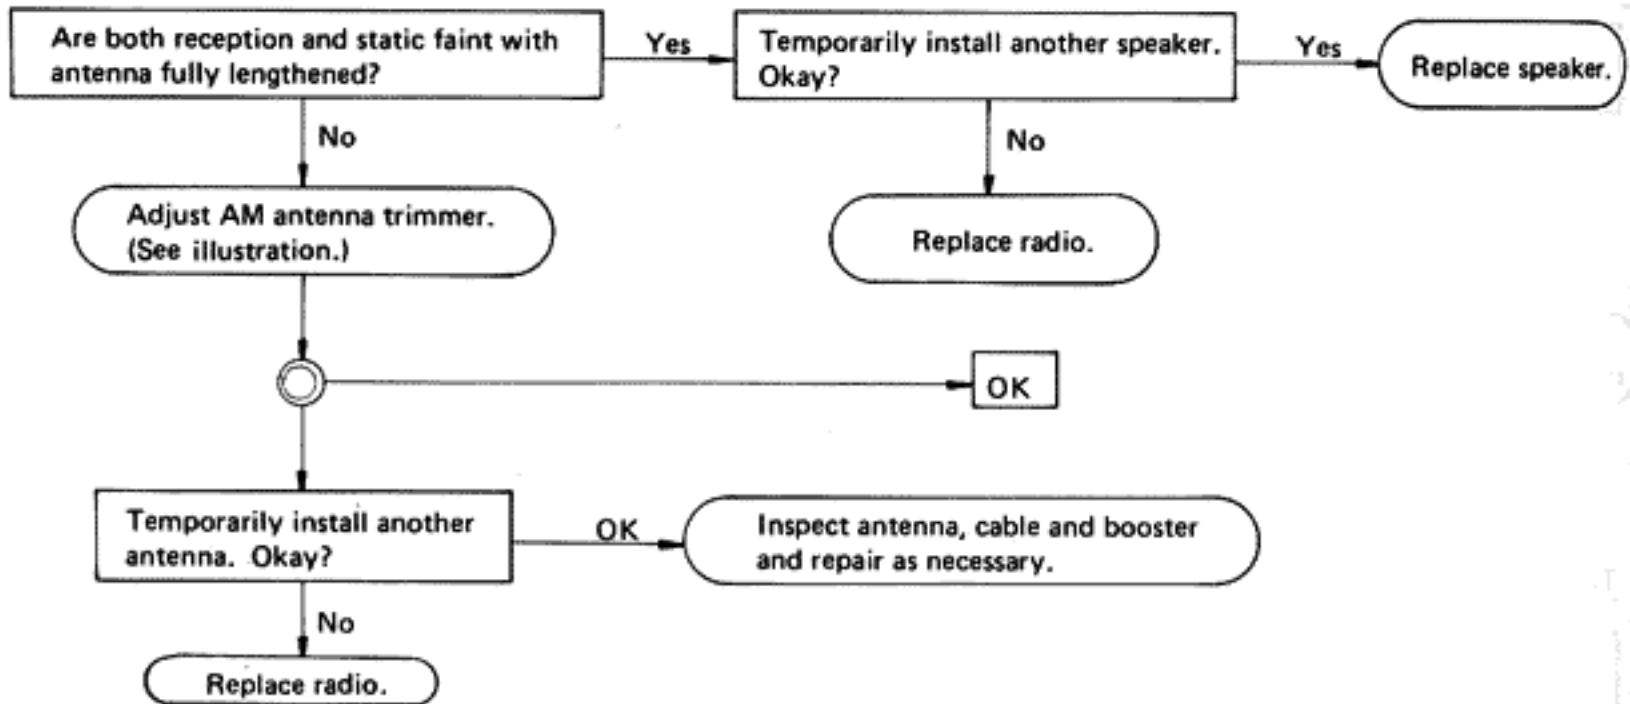 Are both reception and static faint with
antenna fully lengthened?
Yes
Temporarily install another speaker.
Okay?
Yes
Replace speaker.
No
No
Adjust AM antenna trimmer.
(See illustration.)
Replace radio.
OK
Temporarily install another
antenna. Okay?
OK
Inspect antenna, cable and booster
and repair as necessary.
No
Replace radio.